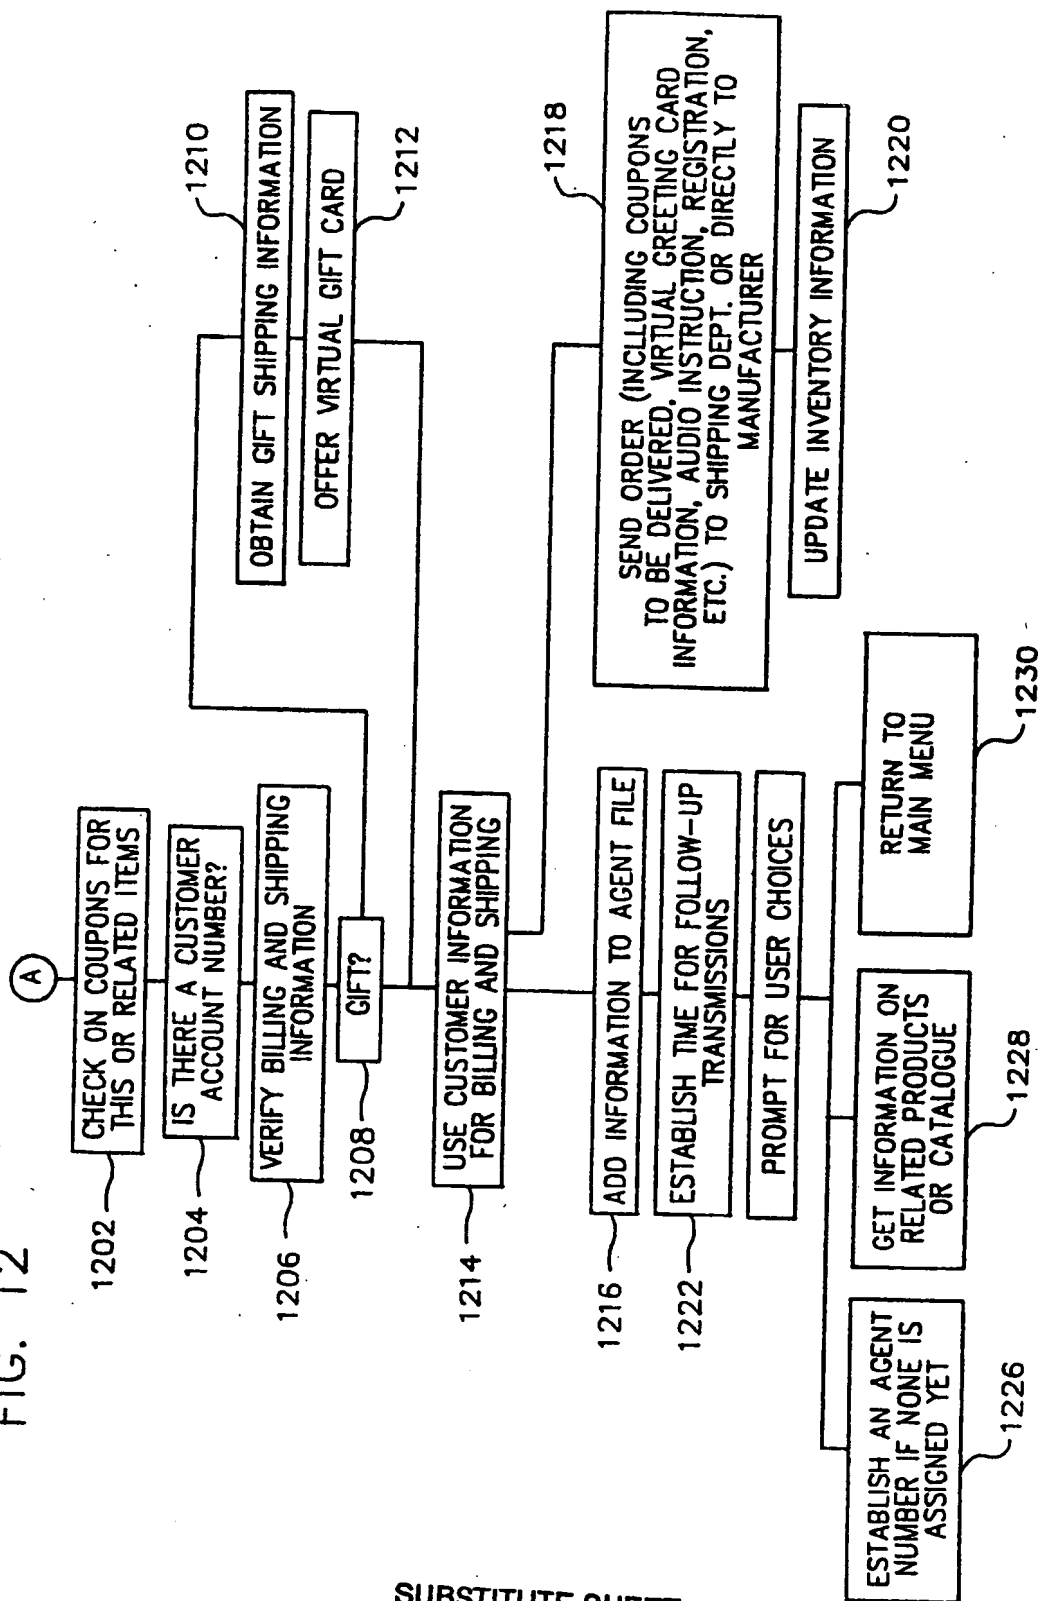 FIG. 12
A
CHECK ON COUPONS FOR
THIS OR RELATED ITEMS
1202
IS THERE A CUSTOMER
ACCOUNT NUMBER?
1204
VERIFY BILLING AND SHIPPING
INFORMATION
1206
GIFT?
1208
OBTAIN GIFT SHIPPING INFORMATION
1210
OFFER VIRTUAL GIFT CARD
1212
USE CUSTOMER INFORMATION
FOR BILLING AND SHIPPING
1214
ADD INFORMATION TO AGENT FILE
1216
SEND ORDER (INCLUDING COUPONS
TO BE DELIVERED, VIRTUAL GREETING CARD
INFORMATION, AUDIO INSTRUCTION, REGISTRATION,
ETC.) TO SHIPPING DEPT. OR DIRECTLY TO
MANUFACTURER
1218
UPDATE INVENTORY INFORMATION
1220
ESTABLISH TIME FOR FOLLOW-UP
TRANSMISSIONS
1222
PROMPT FOR USER CHOICES
ESTABLISH AN AGENT
NUMBER IF NONE IS
ASSIGNED YET
1226
GET INFORMATION ON
RELATED PRODUCTS
OR CATALOGUE
1228
RETURN TO
MAIN MENU
1230
SUBSTITUTE SHEET